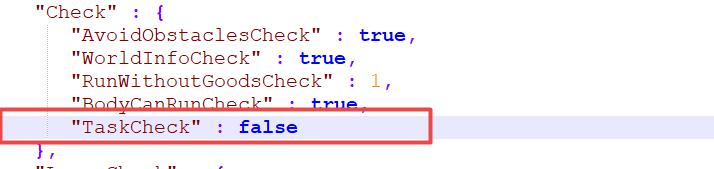 "Check" : {
"AvoidObstaclesCheck" : true,
"WorldInfoCheck" : true,
"RunWithoutGoodsCheck" : 1,
"BodyCanRunCheck" : true,
"TaskCheck" : false
},